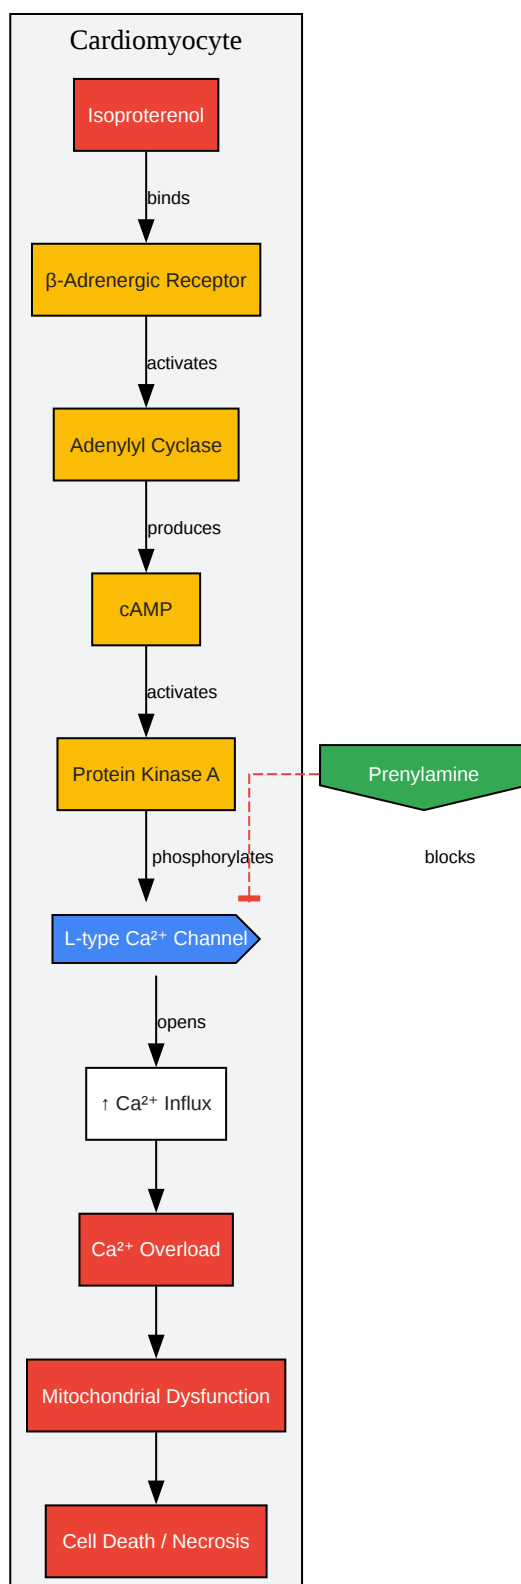 Cardiomyocyte
Isoproterenol
binds
β-Adrenergic Receptor
activates
Adenylyl Cyclase
produces
cAMP
activates
Protein Kinase A
Prenylamine
phosphorylates
blocks
L-type Ca²⁺ Channel
opens
↑ Ca²⁺ Influx
Ca²⁺ Overload
Mitochondrial Dysfunction
Cell Death / Necrosis